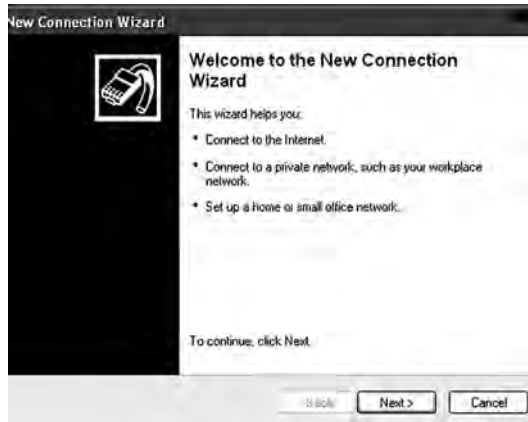 New Connection Wizard
Welcome to the New Connection
Wizard
This wizard helps you:
• Connect to the Internet.
• Connect to a private network, such as your workplace
network.
• Set up a home or small office network.
To continue, click Next.
Back
Next >
Cancel